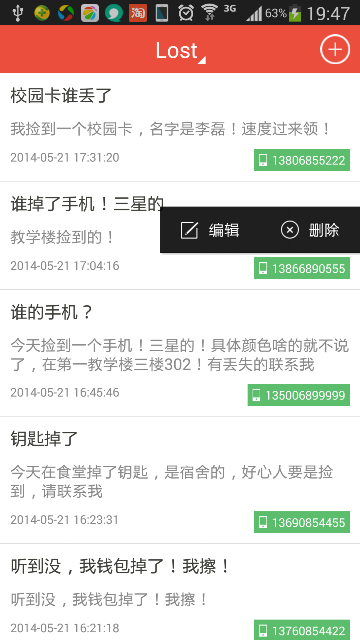 3G 63% 19:47
Lost
校园卡谁丢了
我捡到一个校园卡，名字是李磊！速度过来领！
2014-05-21 17:31:20 13806855222
谁掉了手机！三星的
编辑 删除
教学楼捡到的！
2014-05-21 17:04:16 13866890555
谁的手机？
今天捡到一个手机！三星的！具体颜色啥的就不说
了，在第一教学楼三楼302！有丢失的联系我
2014-05-21 16:45:46 135006899999
钥匙掉了
今天在食堂掉了钥匙，是宿舍的，好心人要是捡
到，请联系我
2014-05-21 16:23:31 13690854455
听到没，我钱包掉了！我擦！
听到没，我钱包掉了！我擦！
2014-05-21 16:21:18 13760854422